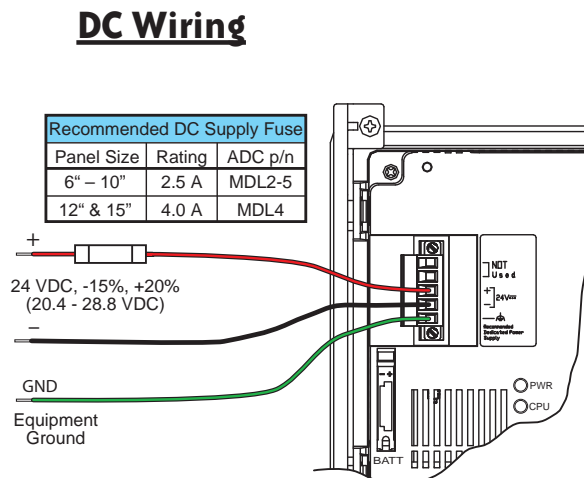 DC Wiring
Recommended DC Supply Fuse
Panel Size Rating ADC p/n
6“ – 10” 2.5 A MDL2-5
12“ & 15” 4.0 A MDL4
+
24 VDC, -15%, +20%
(20.4 - 28.8 VDC)
–
GND
Equipment
Ground
NOT
Used
+
24V
–
Recommended
Dedicated Power
Supply
– +
BATT
PWR
CPU